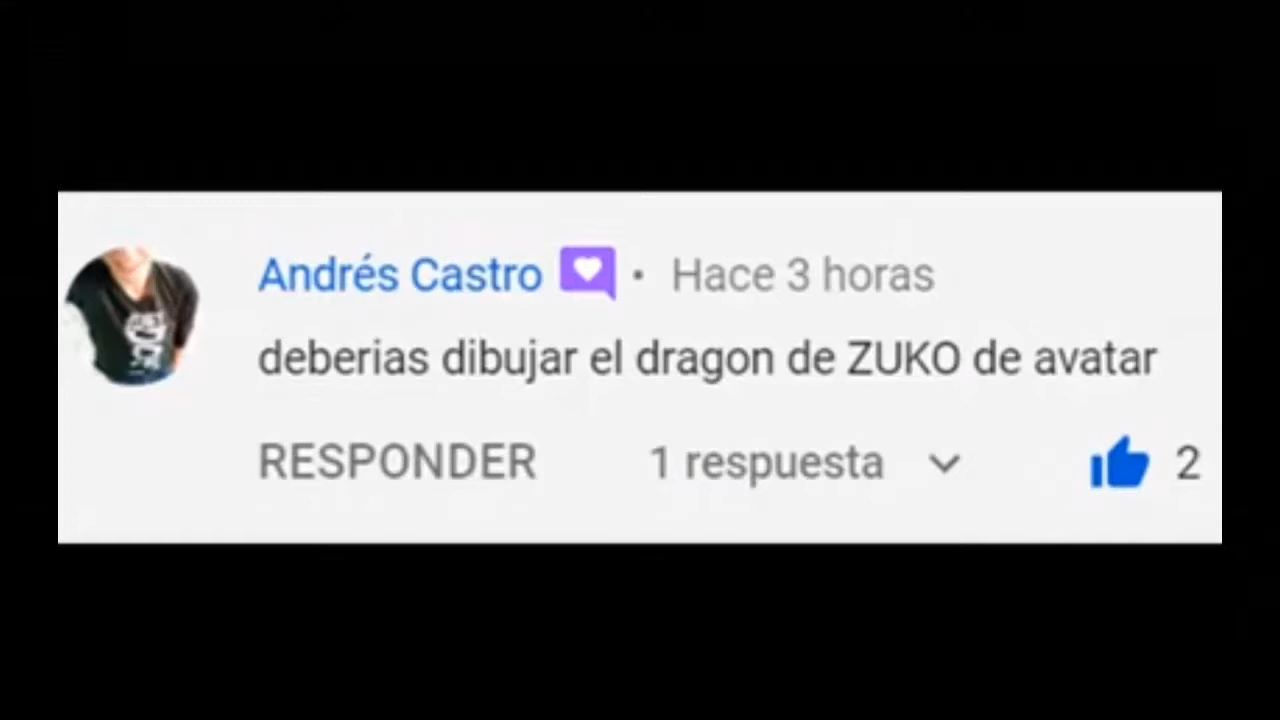 Andrés Castro • Hace 3 horas
deberias dibujar el dragon de ZUKO de avatar
RESPONDER 1 respuesta 2